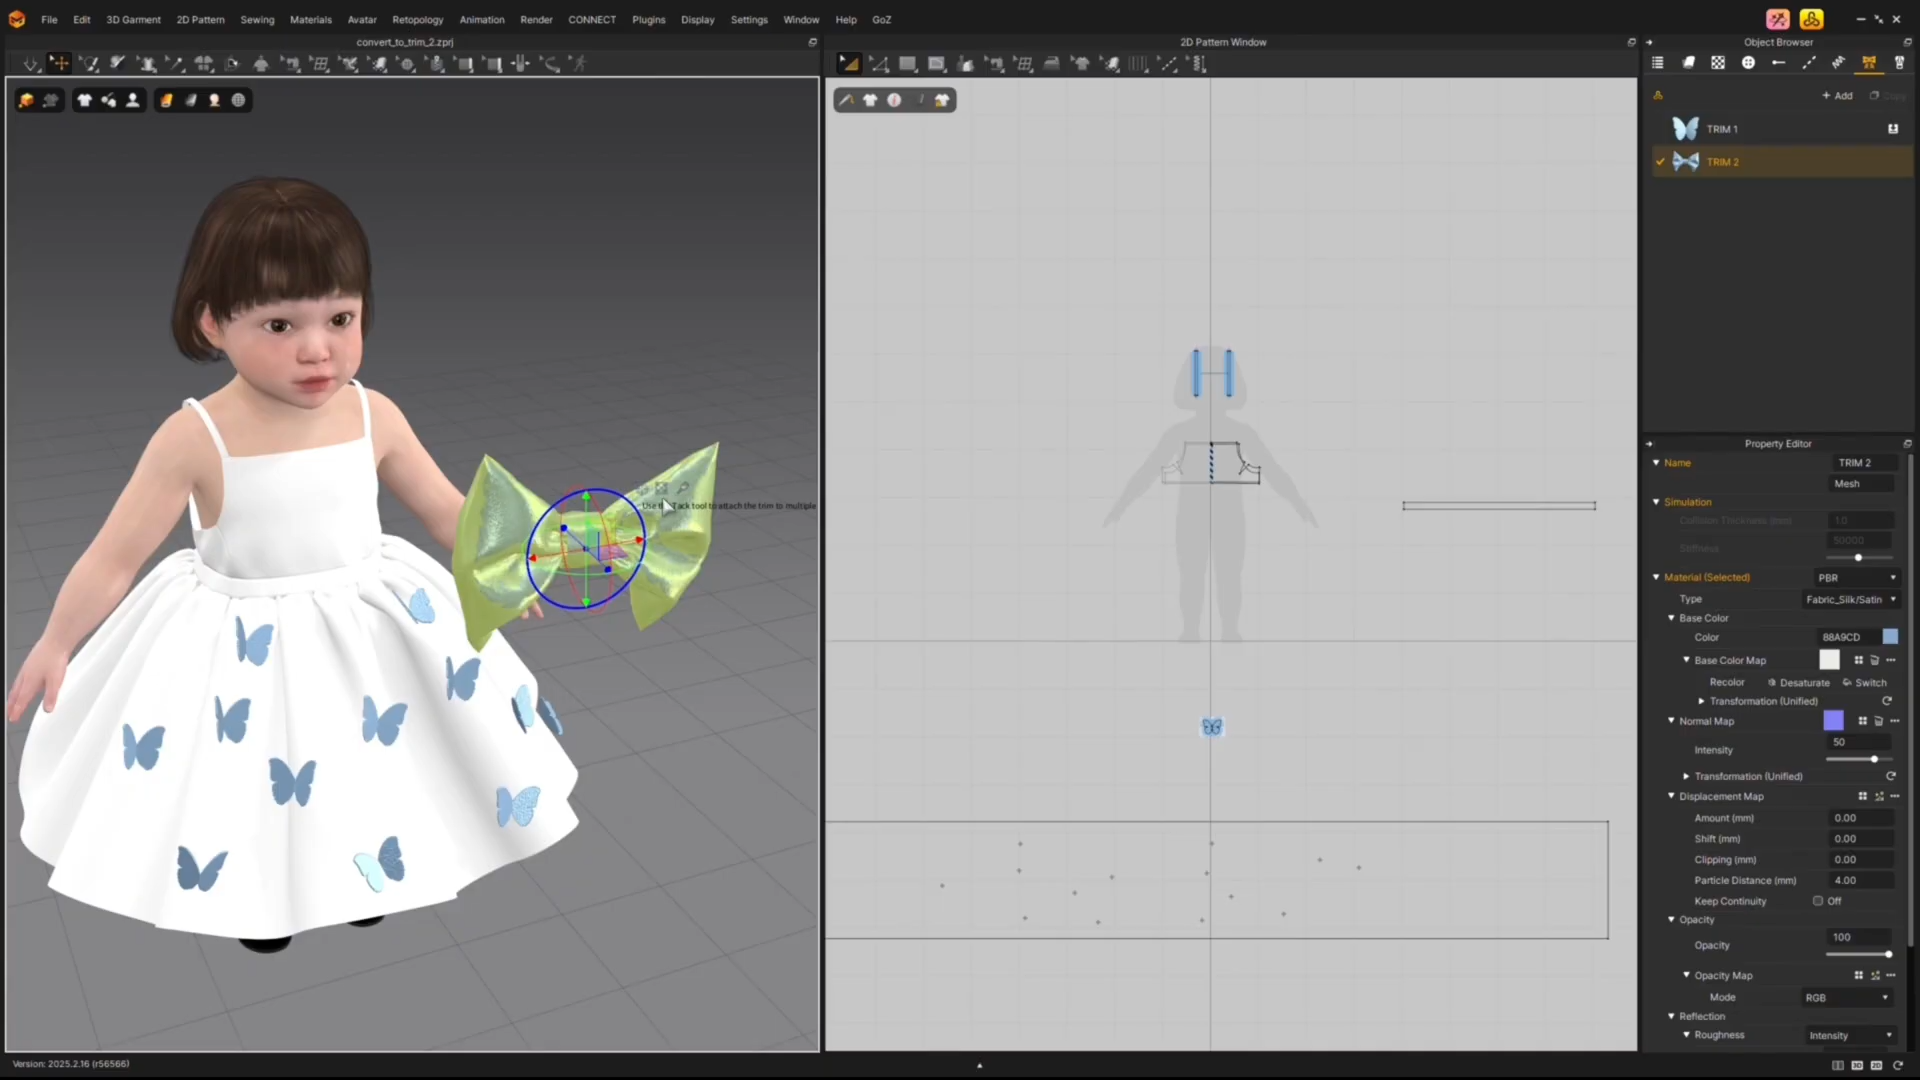 File Edit 3D Garment 2D Pattern Sewing Materials Avatar Retopology Editing Animation Render CONNECT Plugins Display Settings Window Help GoZ
convert_to_trim_2.zprj
2D Pattern Window
Object Browser
+ Add
Copy
TRIM 1
TRIM 2
Use the Tack tool to attach the trim to multiple
Property Editor
Name TRIM 2
Mesh
Simulation
Collision Thickness (mm) 1.0
Stiffness 50000
Material (Selected) PBR
Type Fabric_Silk/Satin
Base Color
Color 88A9CD
Base Color Map
Recolor Desaturate Switch
Transformation (Unified)
Normal Map
Intensity 50
Transformation (Unified)
Displacement Map
Amount (mm) 0.00
Shift (mm) 0.00
Clipping (mm) 0.00
Particle Distance (mm) 4.00
Keep Continuity Off
Opacity
Opacity 100
Opacity Map
Mode RGB
Reflection
Roughness Intensity
Version: 2025.2.16 (r56566)
3D 2D